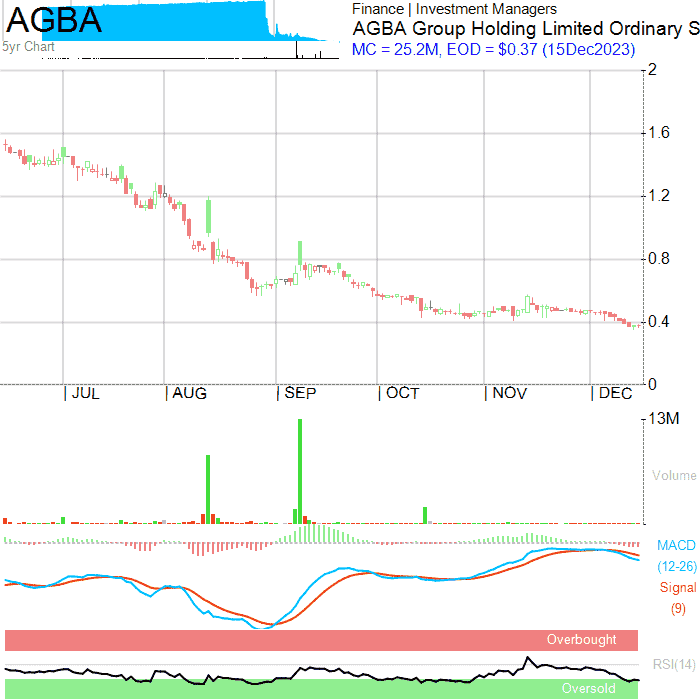 AGBA
5yr Chart
Finance | Investment Managers
AGBA Group Holding Limited Ordinary S
MC = 25.2M, EOD = $0.37 (15Dec2023)
2
1.6
1.2
0.8
0.4
0
| JUL | AUG | SEP | OCT | NOV | DEC
13M
Volume
MACD
(12-26)
Signal
(9)
Overbought
RSI(14)
Oversold